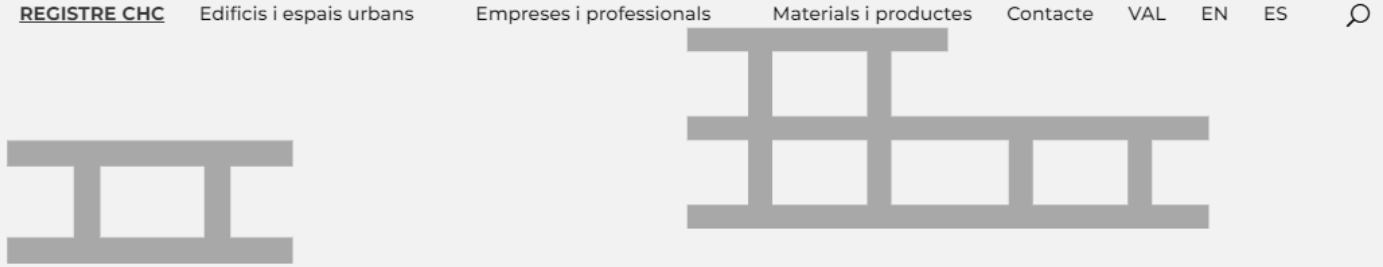 REGISTRE CHC Edificis i espais urbans Empreses i professionals Materials i productes Contacte VAL EN ES